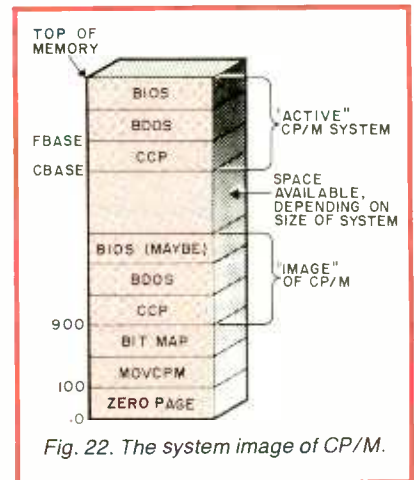 TOP OF
MEMORY
BIOS
BDOS
FBASE
CCP
CBASE
"ACTIVE"
CP/M SYSTEM
SPACE
AVAILABLE,
DEPENDING ON
SIZE OF SYSTEM
BIOS (MAYBE)
BDOS
CCP
"IMAGE"
OF CP/M
900
BIT MAP
MOVCPM
100
ZERO PAGE
.0
Fig. 22. The system image of CP/M.